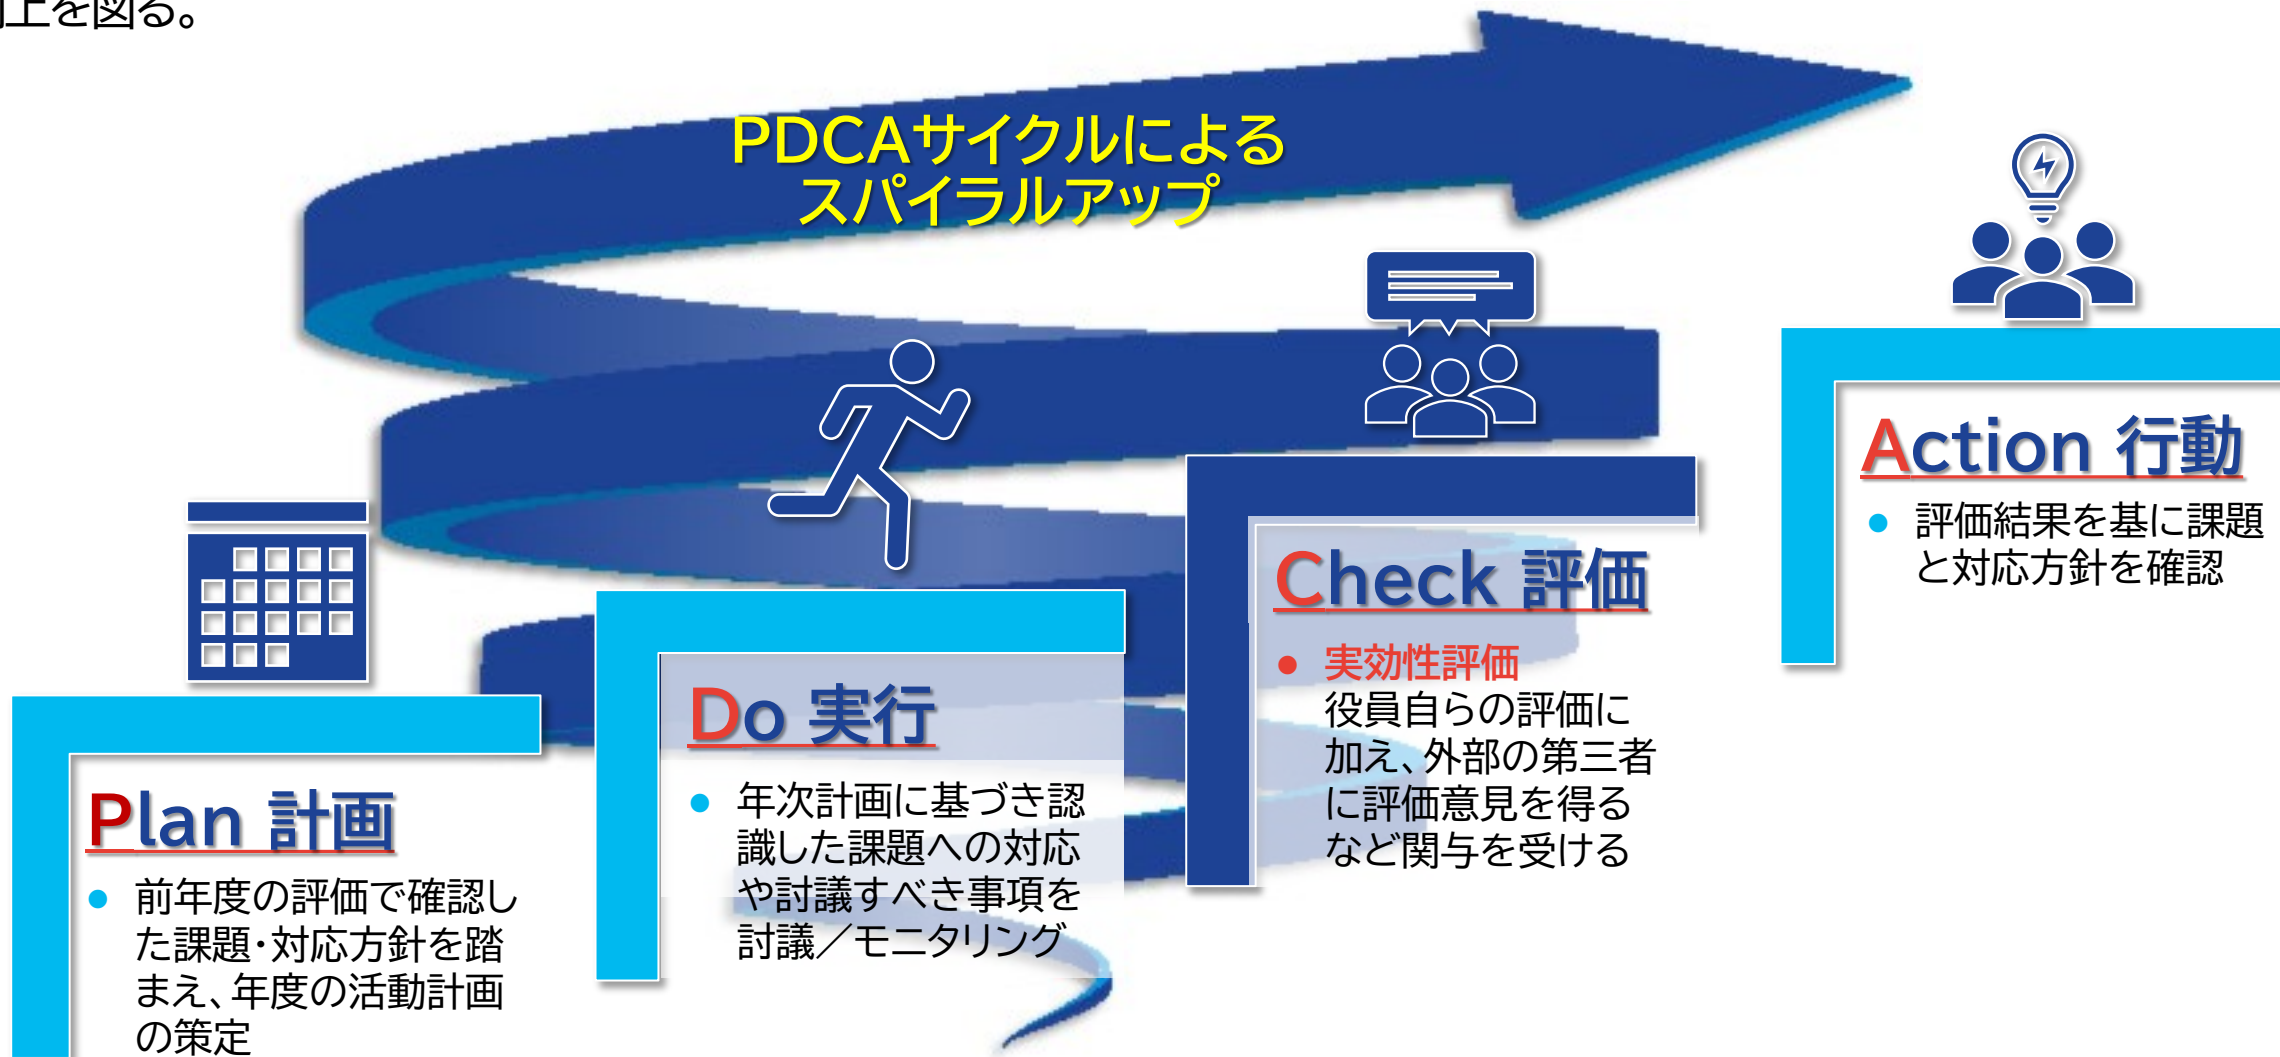 上を図る。
PDCAサイクルによる
スパイラルアップ
Plan 計画
● 前年度の評価で確認し
た課題・対応方針を踏
まえ、年度の活動計画
の策定
Do 実行
● 年次計画に基づき認
識した課題への対応
や討議すべき事項を
討議／モニタリング
Check 評価
● 実効性評価
役員自らの評価に
加え、外部の第三者
に評価意見を得る
など関与を受ける
Action 行動
● 評価結果を基に課題
と対応方針を確認